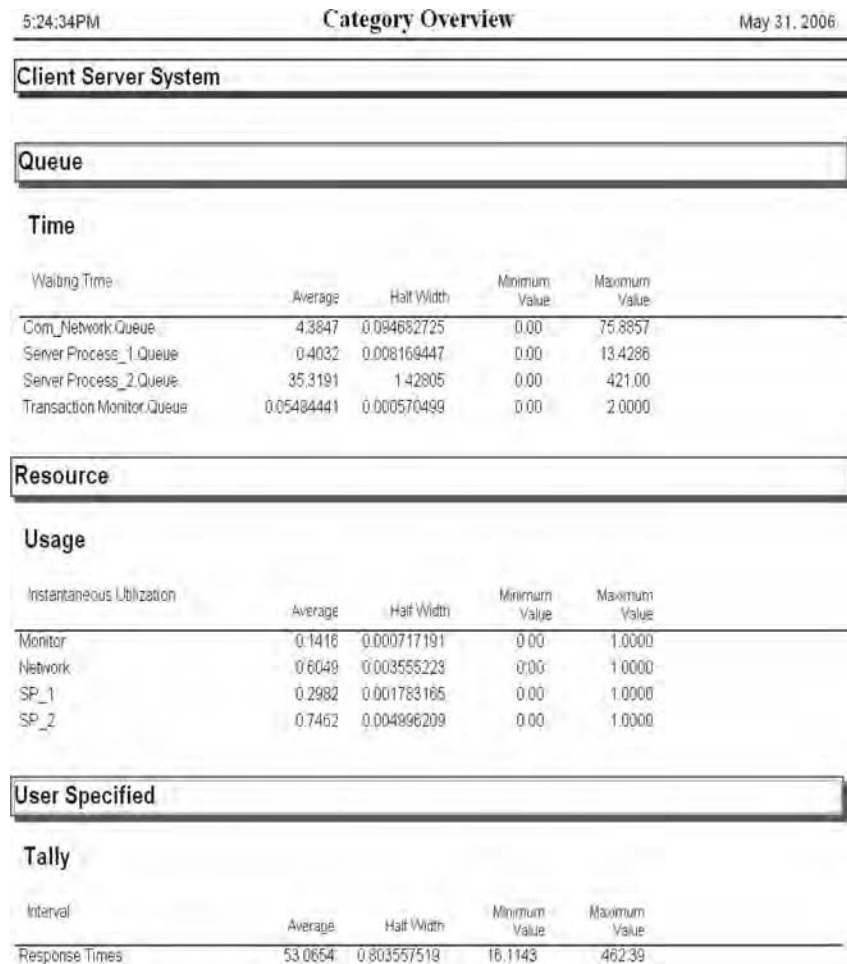 5:24:34PM Category Overview May 31, 2006
Client Server System
Queue
Time
Waiting Time Average Half Width Minimum Value Maximum Value
Com_Network.Queue 4.3847 0.094682725 0.00 75.8857
Server Process_1.Queue 0.4032 0.008169447 0.00 13.4286
Server Process_2.Queue 35.3191 1.42805 0.00 421.00
Transaction Monitor.Queue 0.05484441 0.000570499 0.00 2.0000
Resource
Usage
Instantaneous Utilization Average Half Width Minimum Value Maximum Value
Monitor 0.1416 0.000717191 0.00 1.0000
Network 0.6049 0.003555223 0.00 1.0000
SP_1 0.2982 0.001783165 0.00 1.0000
SP_2 0.7462 0.004996209 0.00 1.0000
User Specified
Tally
Interval Average Half Width Minimum Value Maximum Value
Response Times 53.0654 0.803557519 16.1143 462.39